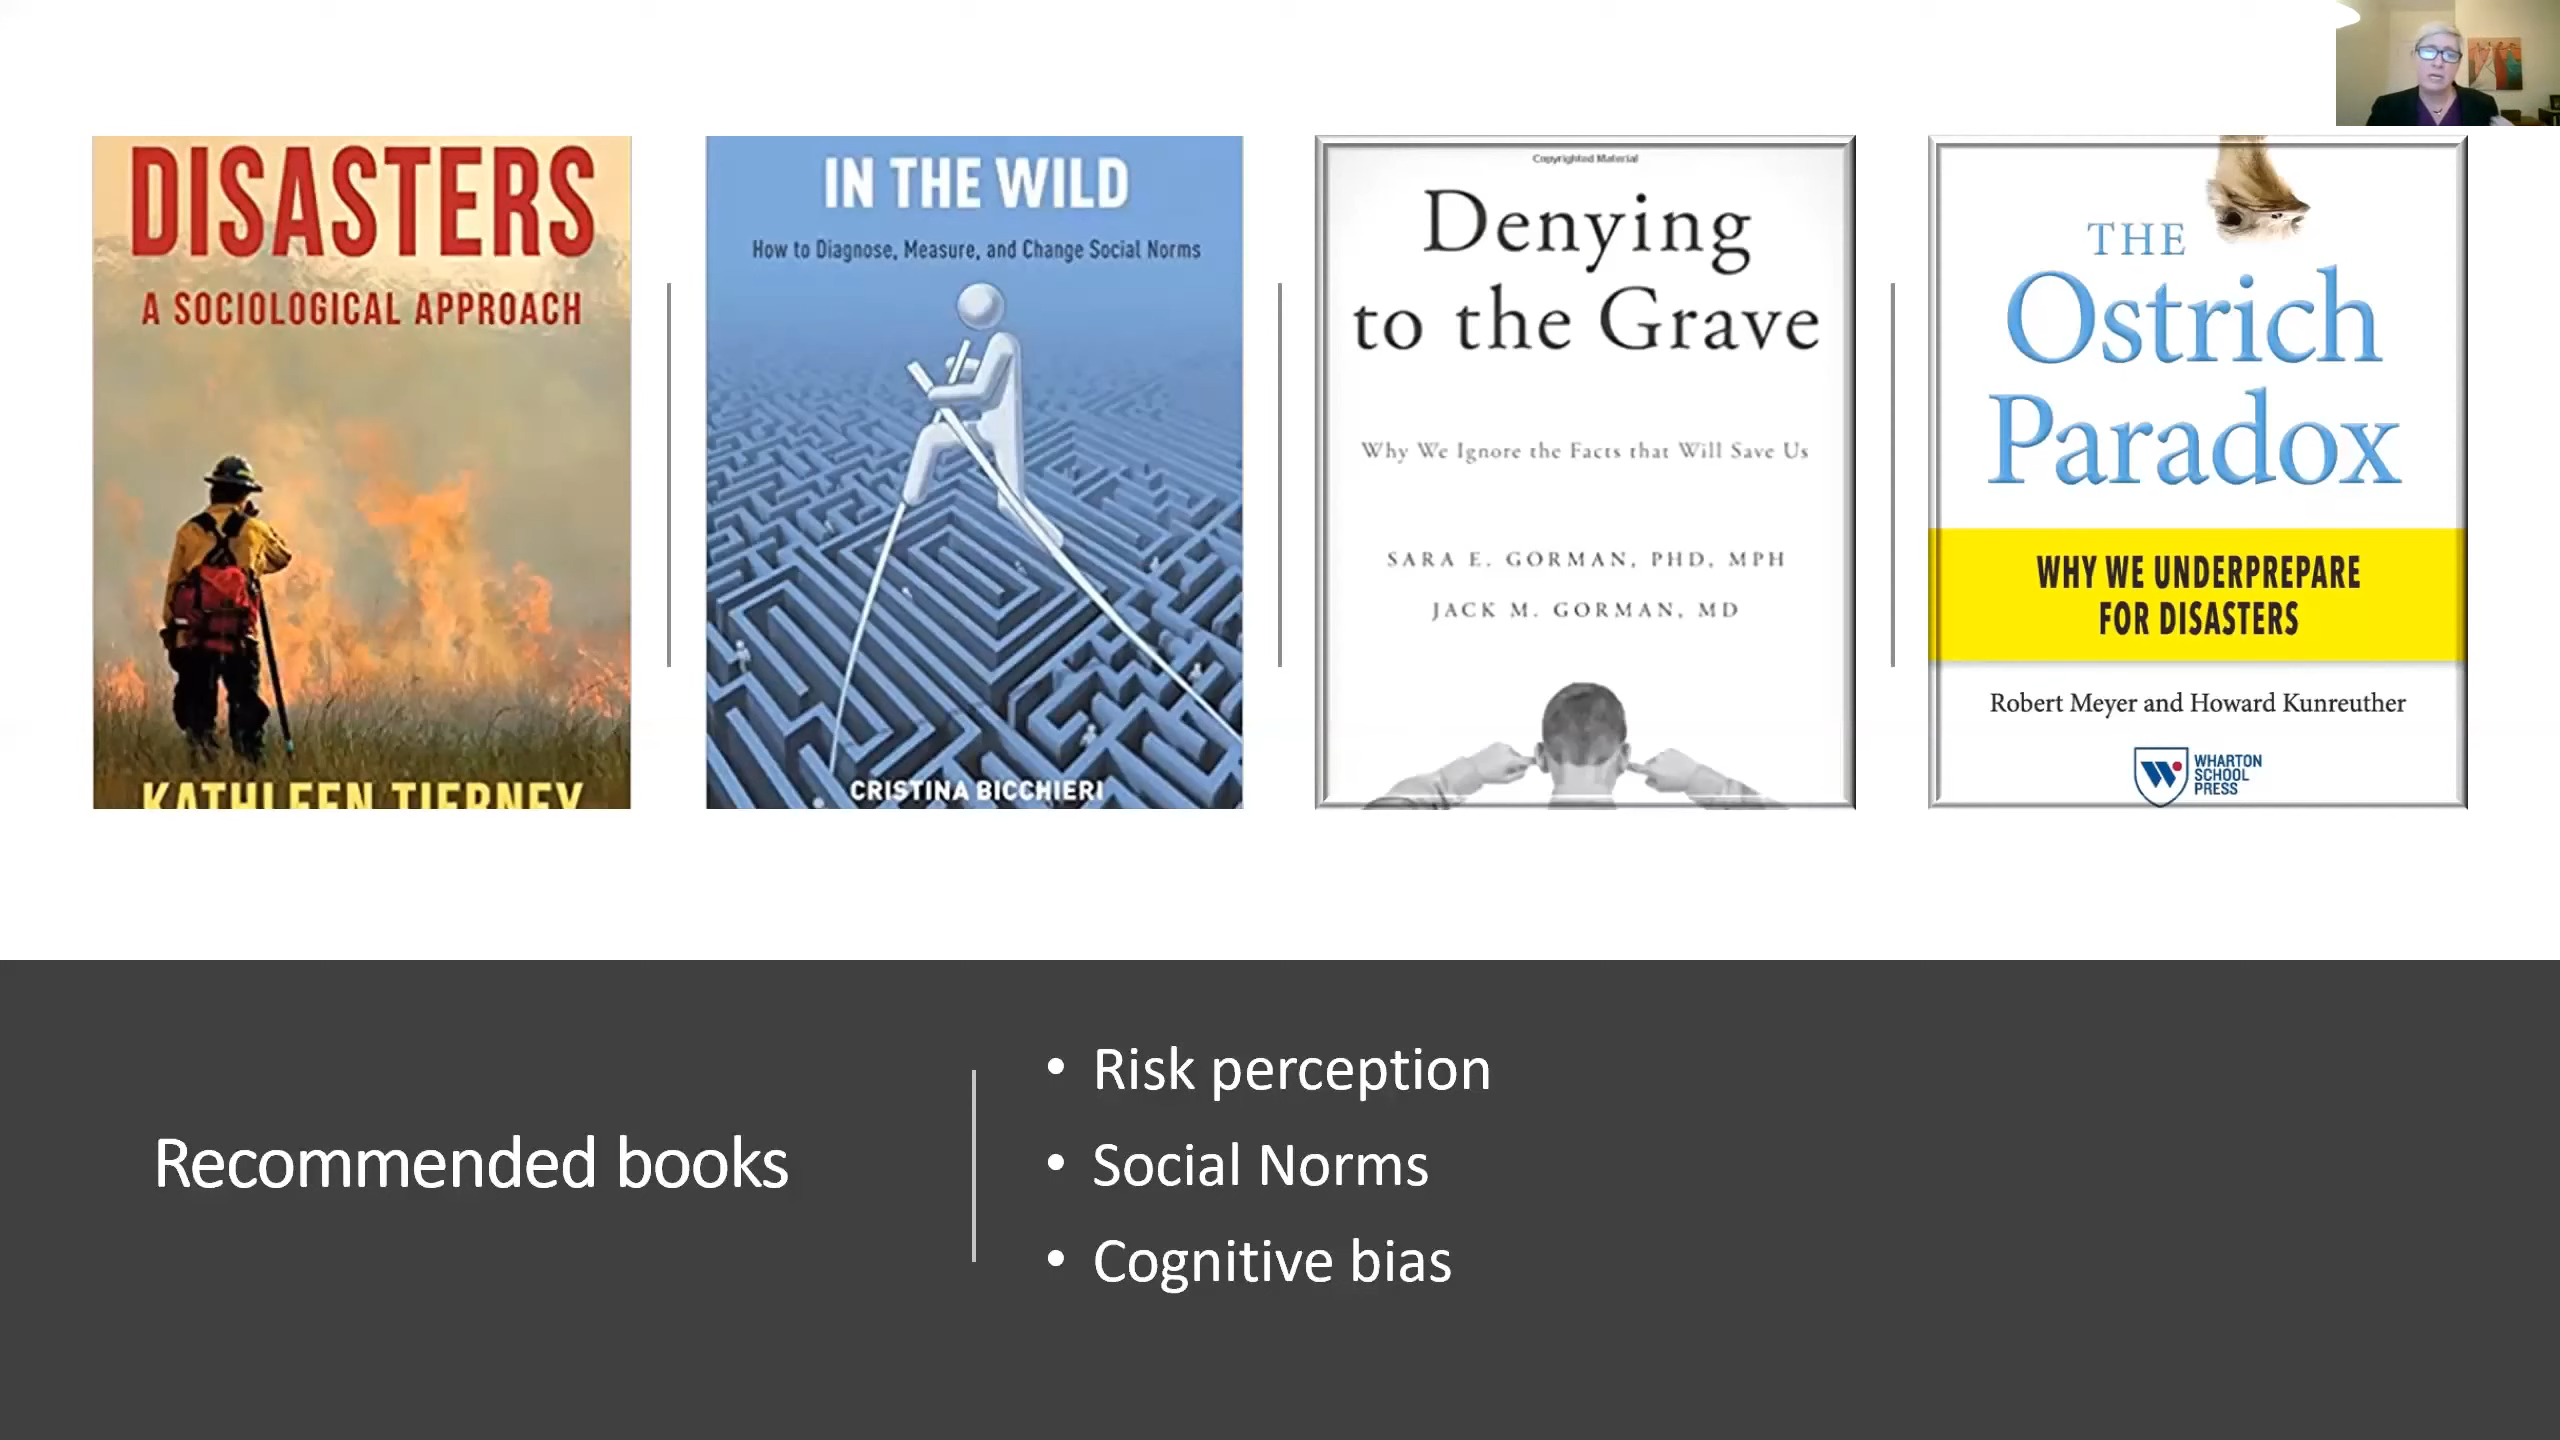 DISASTERS
A SOCIOLOGICAL APPROACH
KATHLEEN TIERNEY
IN THE WILD
How to Diagnose, Measure, and Change Social Norms
CRISTINA BICCHIERI
Copyrighted Material
Denying
to the Grave
Why We Ignore the Facts that Will Save Us
SARA E. GORMAN, PHD, MPH
JACK M. GORMAN, MD
THE
Ostrich
Paradox
WHY WE UNDERPREPARE
FOR DISASTERS
Robert Meyer and Howard Kunreuther
WHARTON
SCHOOL
PRESS
Recommended books
• Risk perception
• Social Norms
• Cognitive bias